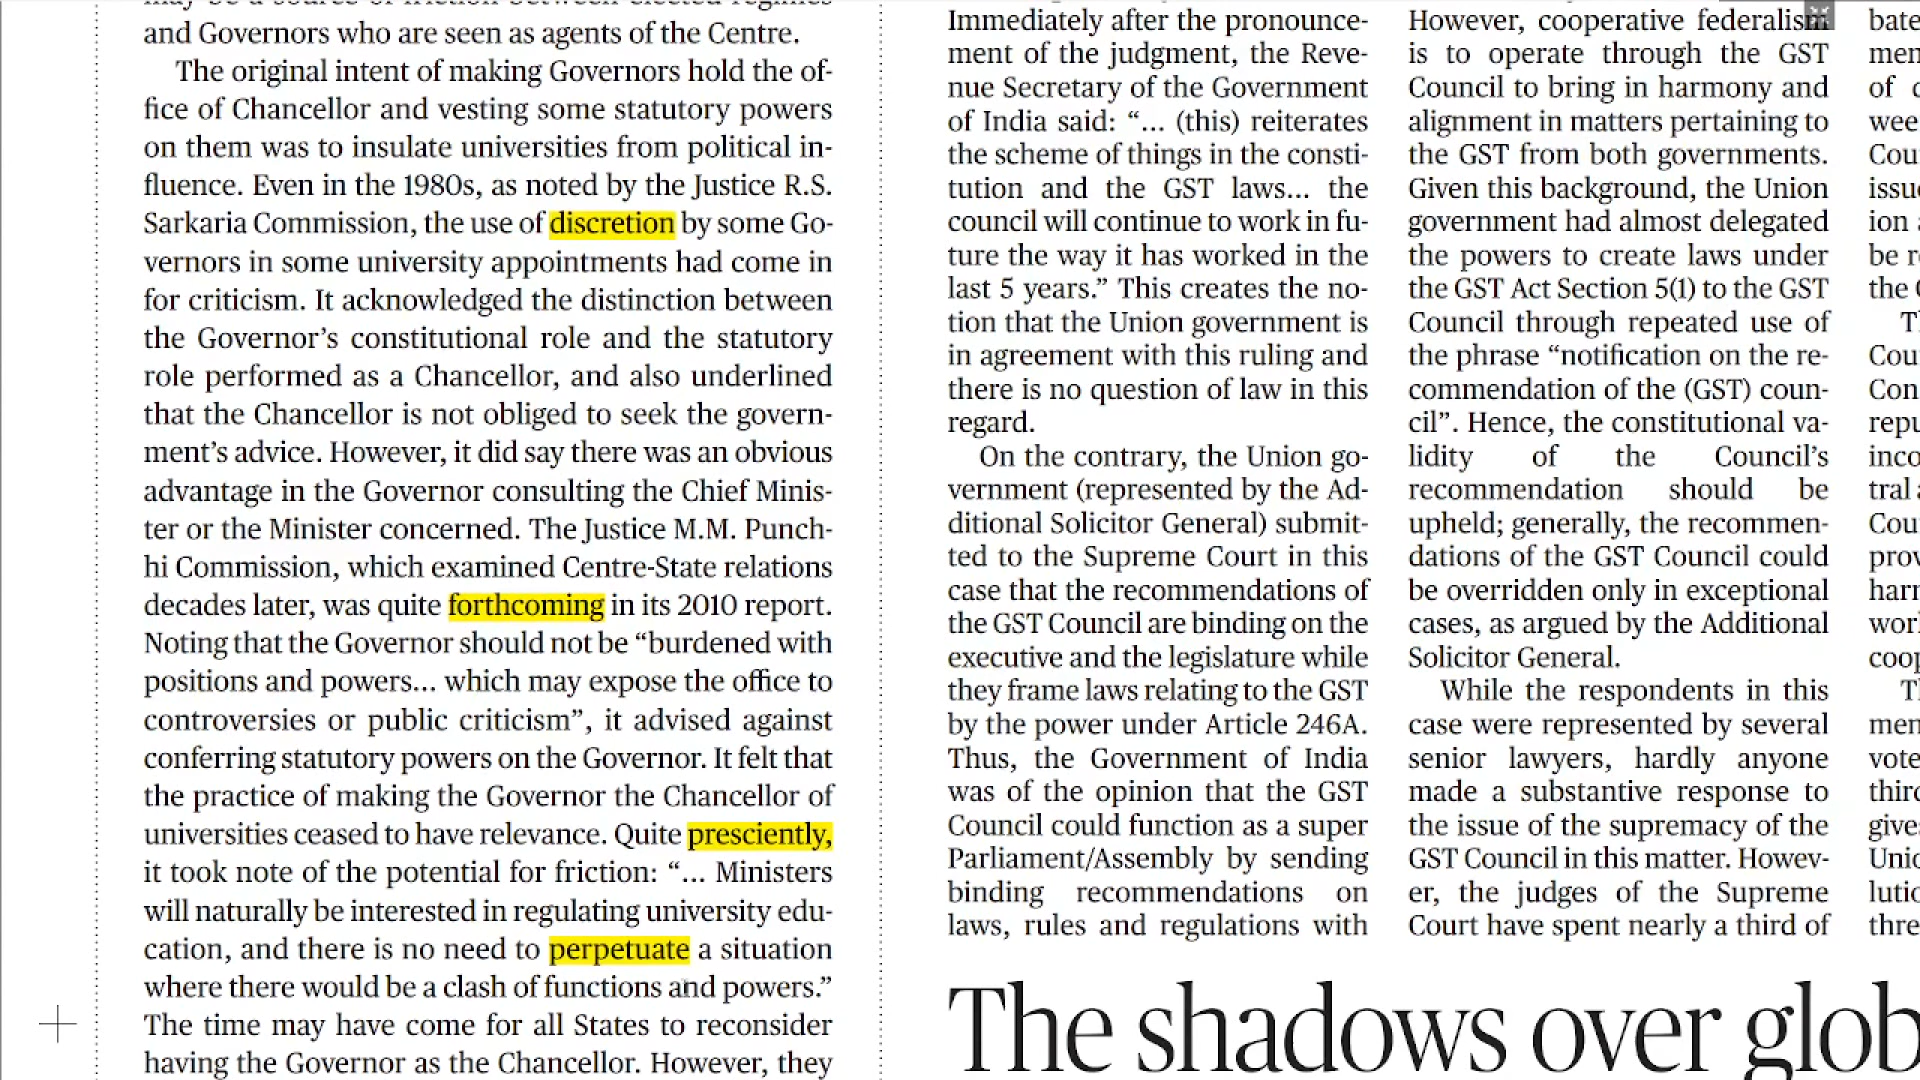 may be a source of friction between elected regimes
and Governors who are seen as agents of the Centre.
The original intent of making Governors hold the of-
fice of Chancellor and vesting some statutory powers
on them was to insulate universities from political in-
fluence. Even in the 1980s, as noted by the Justice R.S.
Sarkaria Commission, the use of discretion by some Go-
vernors in some university appointments had come in
for criticism. It acknowledged the distinction between
the Governor’s constitutional role and the statutory
role performed as a Chancellor, and also underlined
that the Chancellor is not obliged to seek the govern-
ment’s advice. However, it did say there was an obvious
advantage in the Governor consulting the Chief Minis-
ter or the Minister concerned. The Justice M.M. Punch-
hi Commission, which examined Centre-State relations
decades later, was quite forthcoming in its 2010 report.
Noting that the Governor should not be “burdened with
positions and powers... which may expose the office to
controversies or public criticism”, it advised against
conferring statutory powers on the Governor. It felt that
the practice of making the Governor the Chancellor of
universities ceased to have relevance. Quite presciently,
it took note of the potential for friction: “... Ministers
will naturally be interested in regulating university edu-
cation, and there is no need to perpetuate a situation
where there would be a clash of functions and powers.”
The time may have come for all States to reconsider
having the Governor as the Chancellor. However, they
Immediately after the pronounce-
ment of the judgment, the Reve-
nue Secretary of the Government
of India said: “... (this) reiterates
the scheme of things in the consti-
tution and the GST laws... the
council will continue to work in fu-
ture the way it has worked in the
last 5 years.” This creates the no-
tion that the Union government is
in agreement with this ruling and
there is no question of law in this
regard.
On the contrary, the Union go-
vernment (represented by the Ad-
ditional Solicitor General) submit-
ted to the Supreme Court in this
case that the recommendations of
the GST Council are binding on the
executive and the legislature while
they frame laws relating to the GST
by the power under Article 246A.
Thus, the Government of India
was of the opinion that the GST
Council could function as a super
Parliament/Assembly by sending
binding recommendations on
laws, rules and regulations with
However, cooperative federalism
is to operate through the GST
Council to bring in harmony and
alignment in matters pertaining to
the GST from both governments.
Given this background, the Union
government had almost delegated
the powers to create laws under
the GST Act Section 5(1) to the GST
Council through repeated use of
the phrase “notification on the re-
commendation of the (GST) coun-
cil”. Hence, the constitutional va-
lidity of the Council’s
recommendation should be
upheld; generally, the recommen-
dations of the GST Council could
be overridden only in exceptional
cases, as argued by the Additional
Solicitor General.
While the respondents in this
case were represented by several
senior lawyers, hardly anyone
made a substantive response to
the issue of the supremacy of the
GST Council in this matter. Howev-
er, the judges of the Supreme
Court have spent nearly a third of
The shadows over glob